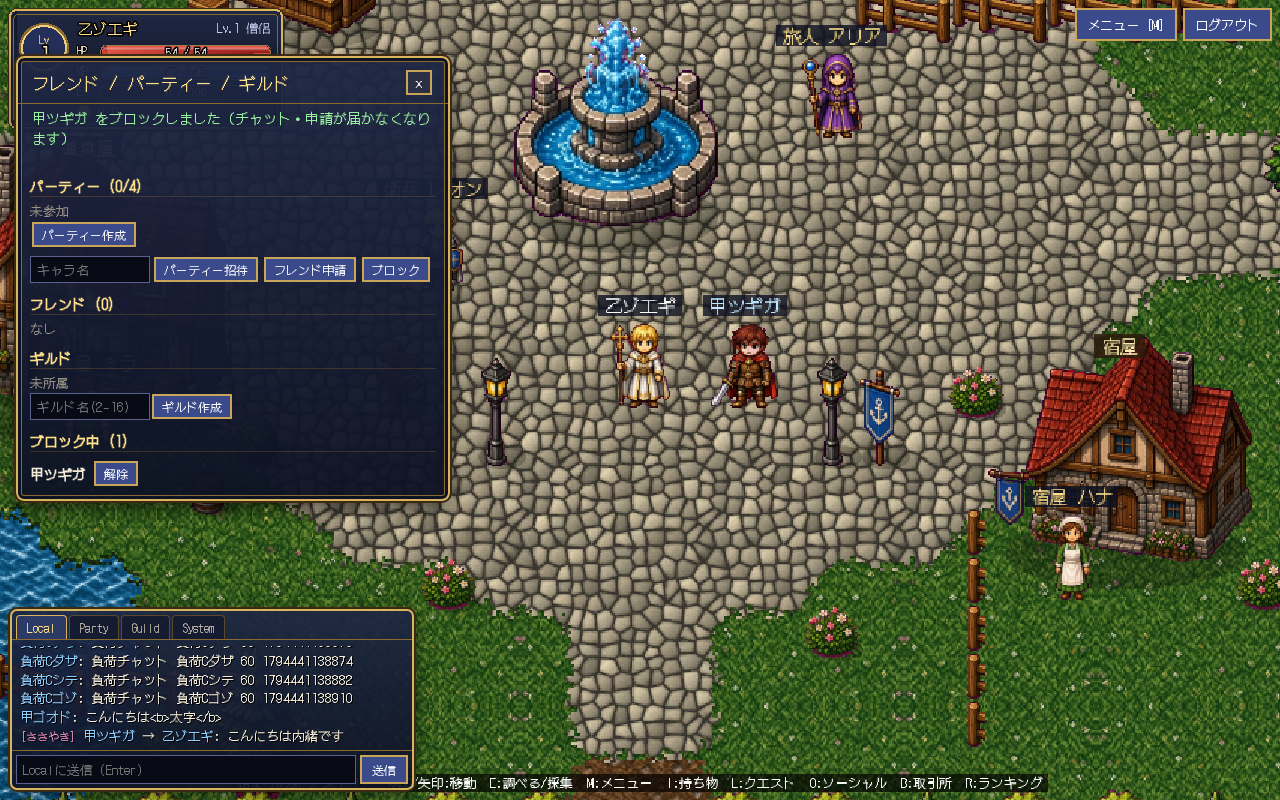 Lv 1
乙ゾエギ
Lv.1 僧侶
HP
54 / 54
フレンド / パーティー / ギルド
x
甲ツギガ をブロックしました（チャット・申請が届かなくなります）
パーティー (0/4)
未参加
パーティー作成
キャラ名
パーティー招待
フレンド申請
ブロック
フレンド (0)
なし
ギルド
未所属
ギルド名(2-16)
ギルド作成
ブロック中 (1)
甲ツギガ
解除
メニュー [M]
ログアウト
旅人 アリア
オン
乙ゾエギ
甲ツギガ
宿屋
宿屋 ハナ
Local
Party
Guild
System
負荷Cダザ: 負荷チャット 負荷Cダザ 60 1794441138874
負荷Cシテ: 負荷チャット 負荷Cシテ 60 1794441138882
負荷Cゴゾ: 負荷チャット 負荷Cゴゾ 60 1794441138910
甲ゴオド: こんにちは<b>太字</b>
[ささやき] 甲ツギガ → 乙ゾエギ: こんにちは内緒です
Localに送信 (Enter)
送信
矢印:移動 E:調べる/採集 M:メニュー I:持ち物 L:クエスト O:ソーシャル B:取引所 R:ランキング